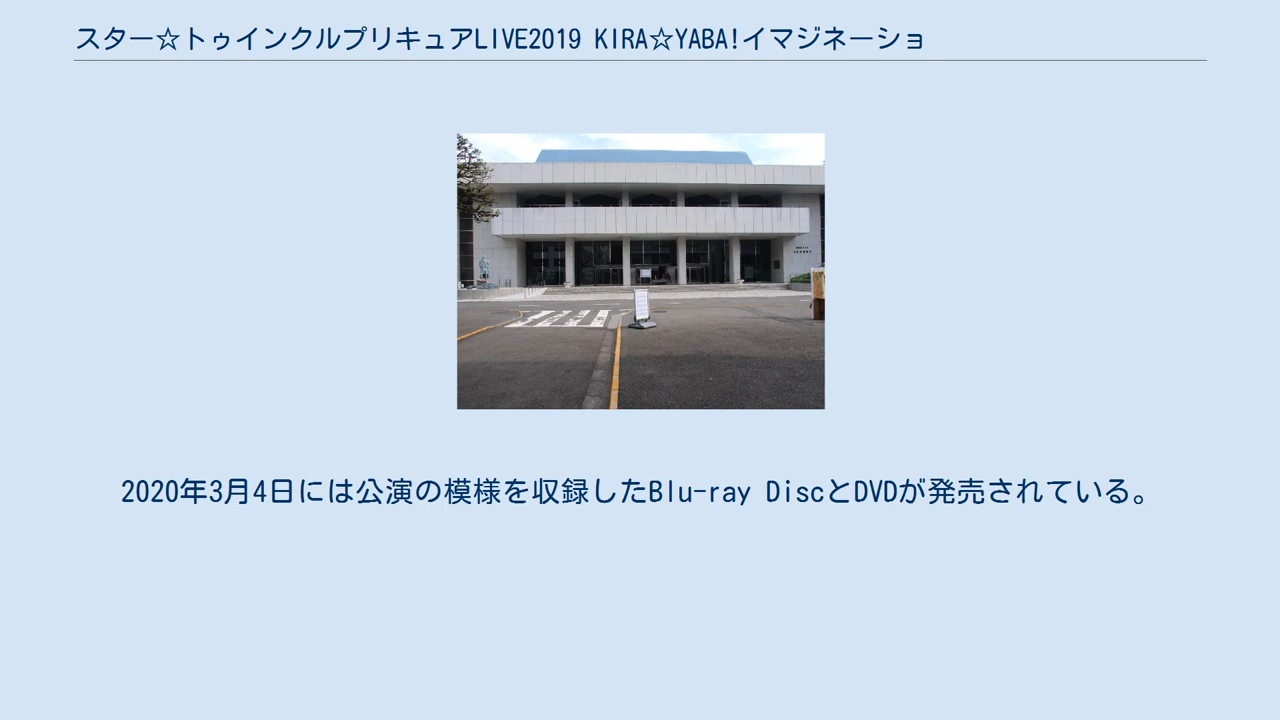 スター☆トゥインクルプリキュアLIVE2019 KIRA☆YABA!イマジネーショ
2020年3月4日には公演の模様を収録したBlu-ray DiscとDVDが発売されている。